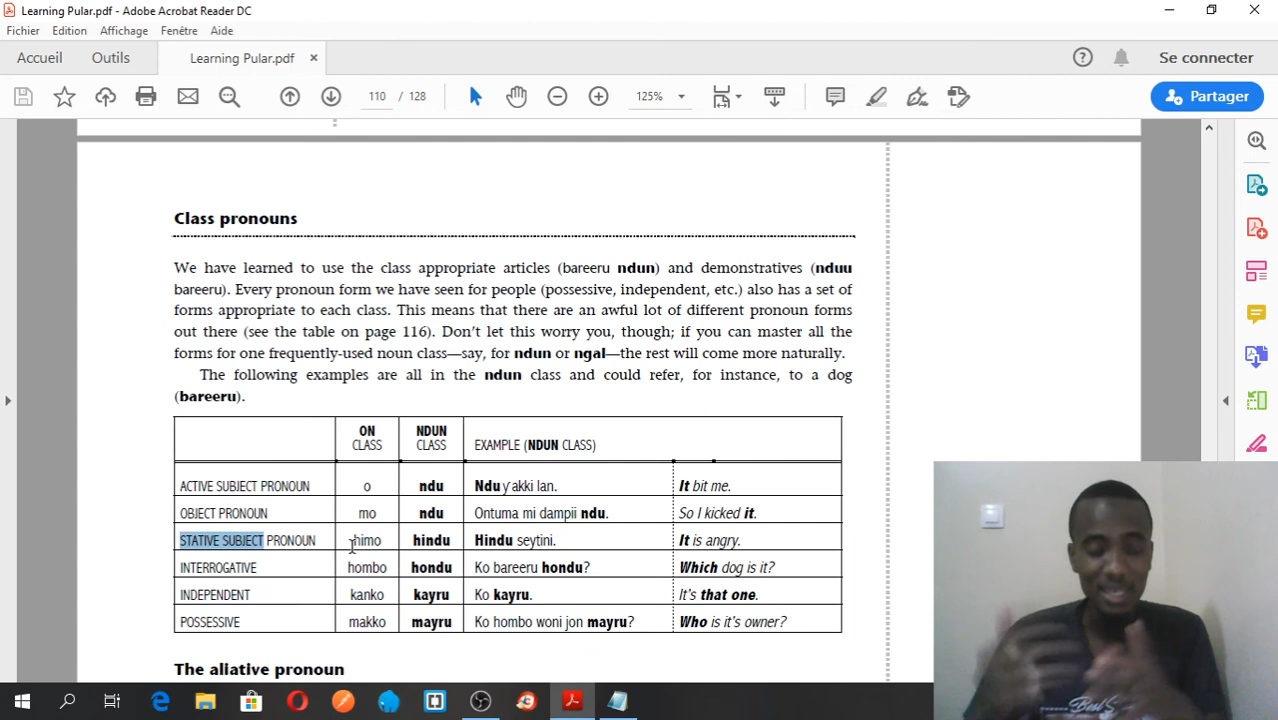 Learning Pular.pdf - Adobe Acrobat Reader DC
Fichier Edition Affichage Fenêtre Aide
Accueil Outils Learning Pular.pdf × Se connecter
110 / 128 125% Partager
Class pronouns
We have learned to use the class appropriate articles (bareeru ndun) and demonstratives (nduu
bareeru). Every pronoun form we have seen for people (possessive, independent, etc.) also has a set of
forms appropriate to each class. This means that there are an awful lot of different pronoun forms
out there (see the table on page 116). Don't let this worry you, though; if you can master all the
forms for one frequently-used noun class—say, for ndun or ngal—the rest will come more naturally.
The following examples are all in the ndun class and could refer, for instance, to a dog
(bareeru).
ON CLASS NDUN CLASS EXAMPLE (NDUN CLASS)
ACTIVE SUBJECT PRONOUN o ndu Ndu y'akki lan. It bit me.
OBJECT PRONOUN mo ndu Ontuma mi dampii ndu. So I kicked it.
STATIVE SUBJECT PRONOUN himo hindu Hindu seytini. It is angry.
INTERROGATIVE hombo hondu Ko bareeru hondu? Which dog is it?
INDEPENDENT kanko kayru Ko kayru. It's that one.
POSSESSIVE makko mayru Ko hombo woni jon mayru? Who is it's owner?
The aliative pronoun